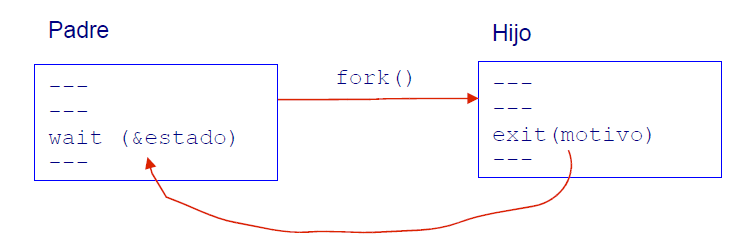 Padre
---
---
wait (&estado)
---
fork()
Hijo
---
---
exit(motivo)
---